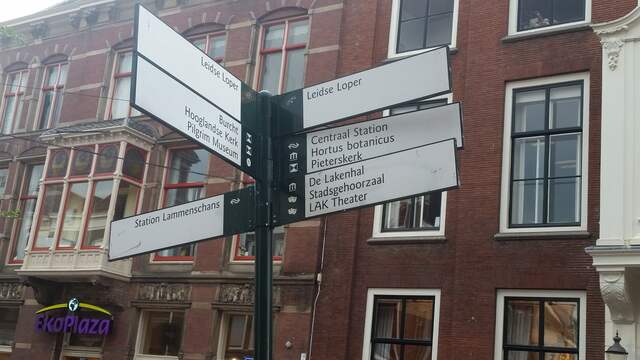 Leidse Loper
Burcht
Hooglandse Kerk
Pilgrim Museum
Station Lammenschans
Leidse Loper
Centraal Station
Hortus botanicus
Pieterskerk
De Lakenhal
Stadsgehoorzaal
LAK Theater
EkoPlaza